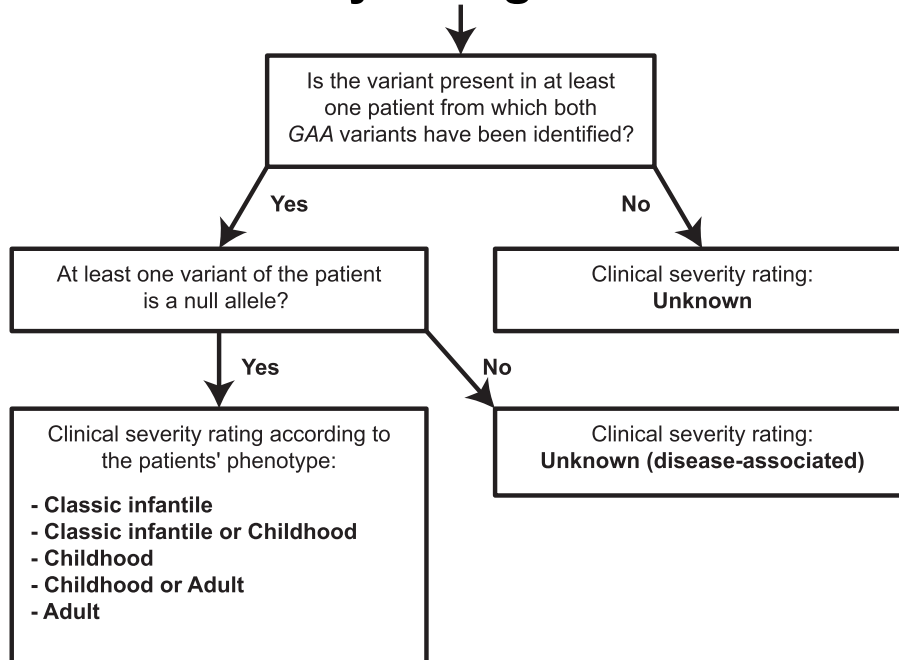 Is the variant present in at least
one patient from which both
GAA variants have been identified?
Yes
No
At least one variant of the patient
is a null allele?
Clinical severity rating:
Unknown
Yes
No
Clinical severity rating according to
the patients' phenotype:
- Classic infantile
- Classic infantile or Childhood
- Childhood
- Childhood or Adult
- Adult
Clinical severity rating:
Unknown (disease-associated)